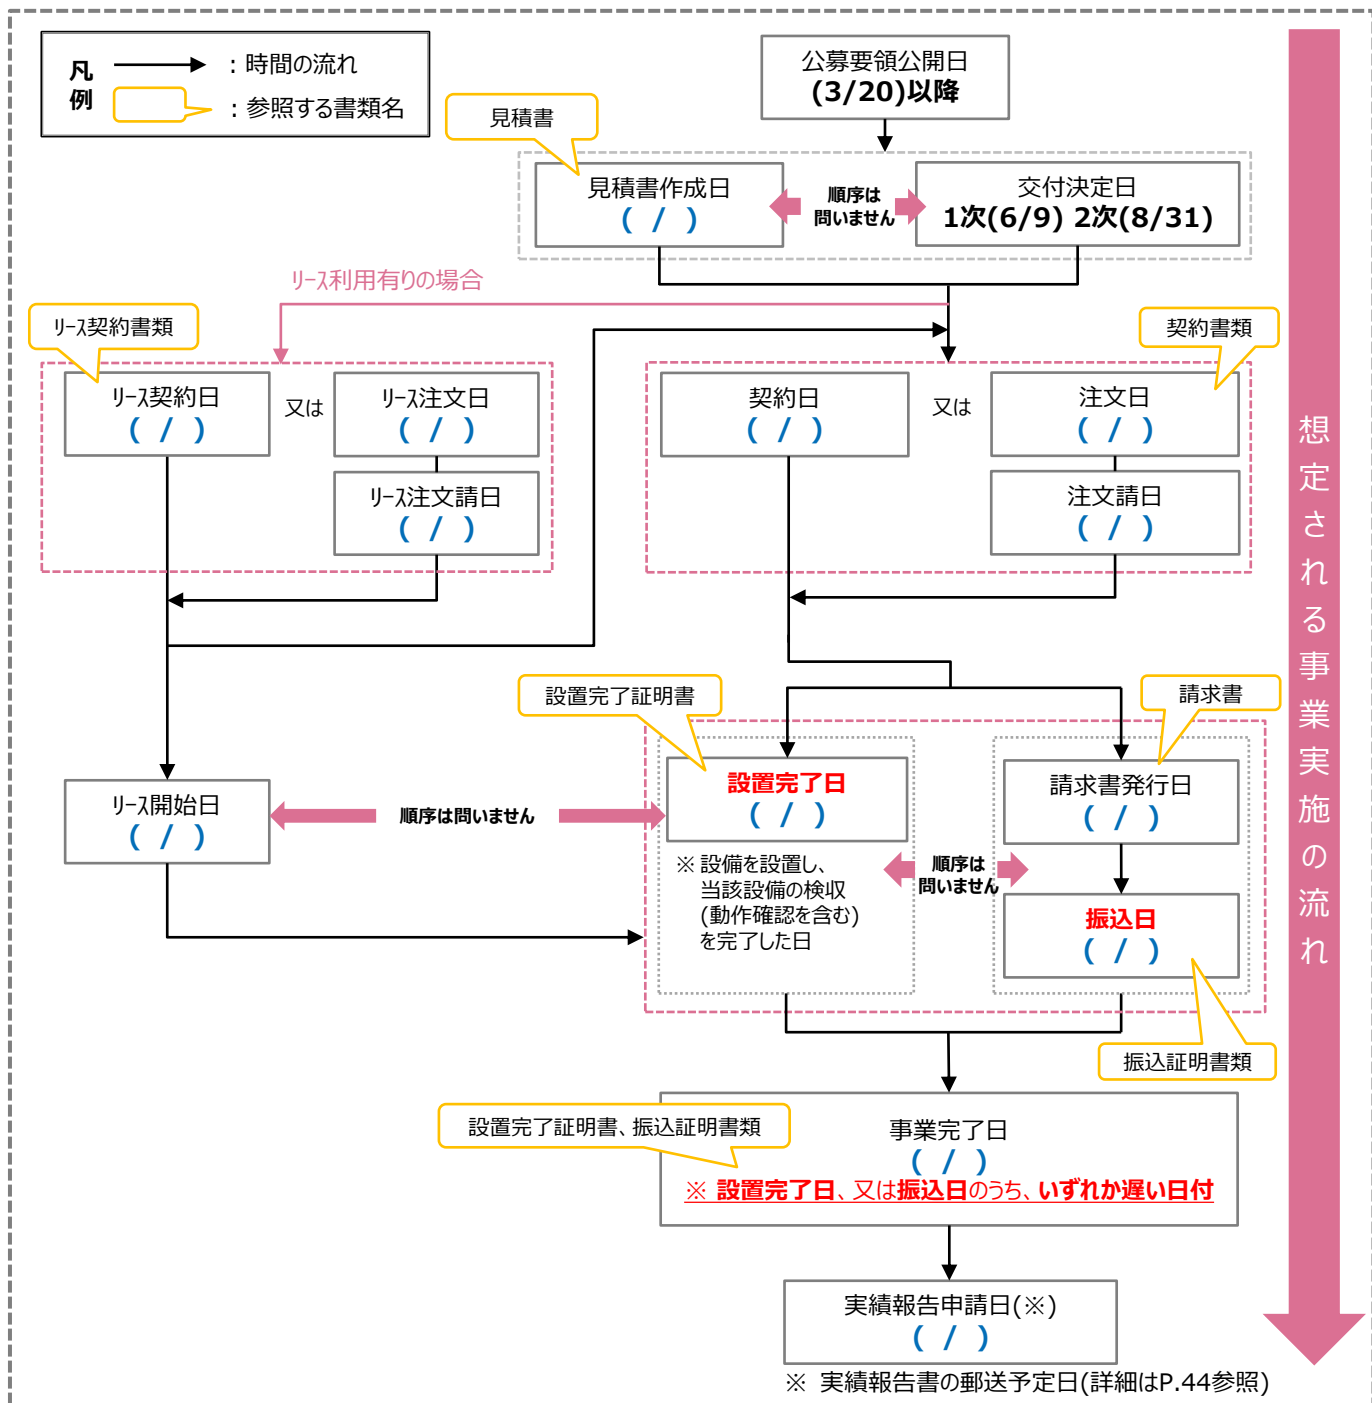 凡例
：時間の流れ
：参照する書類名
公募要領公開日
(3/20)以降
見積書
見積書作成日
( / )
順序は
問いません
交付決定日
1次(6/9) 2次(8/31)
ﾘｰｽ利用有りの場合
ﾘｰｽ契約書類
契約書類
ﾘｰｽ契約日
( / )
又は
ﾘｰｽ注文日
( / )
ﾘｰｽ注文請日
( / )
契約日
( / )
又は
注文日
( / )
注文請日
( / )
設置完了証明書
請求書
ﾘｰｽ開始日
( / )
順序は問いません
設置完了日
( / )
※ 設備を設置し、
当該設備の検収
(動作確認を含む)
を完了した日
順序は
問いません
請求書発行日
( / )
振込日
( / )
振込証明書類
設置完了証明書、振込証明書類
事業完了日
( / )
※ 設置完了日、又は振込日のうち、いずれか遅い日付
実績報告申請日(※)
( / )
※ 実績報告書の郵送予定日(詳細はP.44参照)
想定される事業実施の流れ